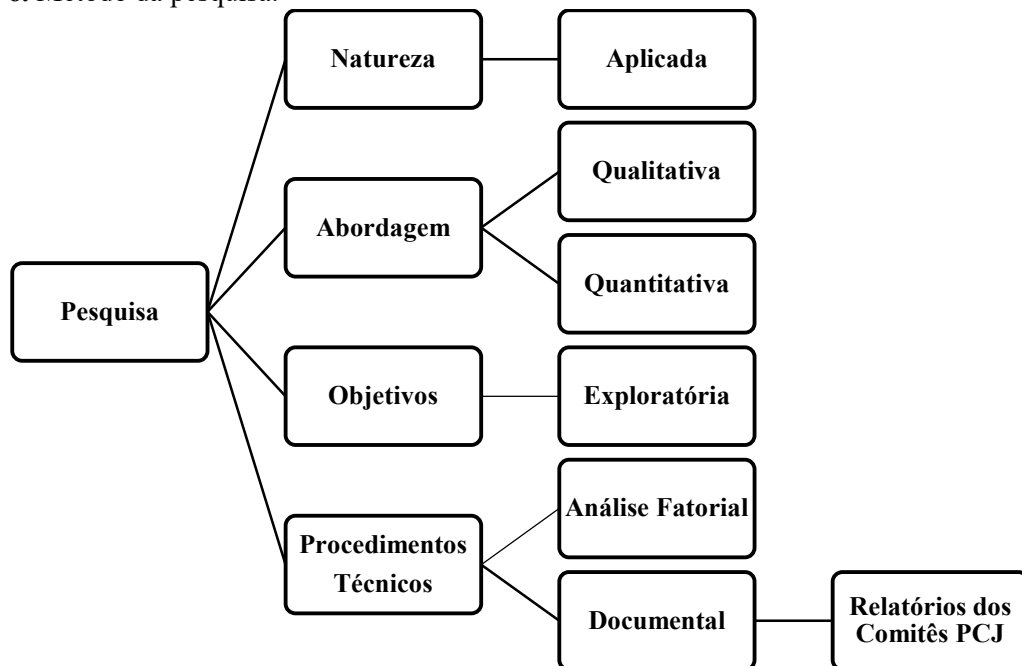 Método da pesquisa.
Natureza
Aplicada
Qualitativa
Abordagem
Quantitativa
Pesquisa
Objetivos
Exploratória
Análise Fatorial
Procedimentos
Técnicos
Documental
Relatórios dos
Comitês PCJ